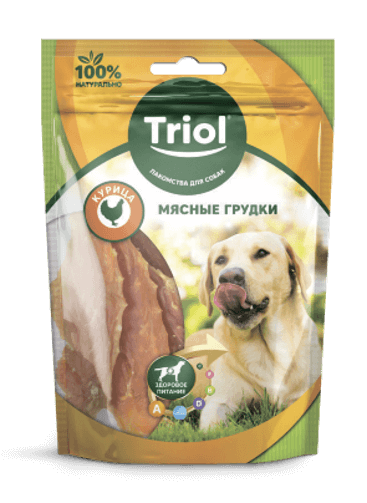 100%
НАТУРАЛЬНО
Triol®
ЛАКОМСТВА ДЛЯ СОБАК
КУРИЦА
МЯСНЫЕ ГРУДКИ
ЗДОРОВОЕ
ПИТАНИЕ
A
D